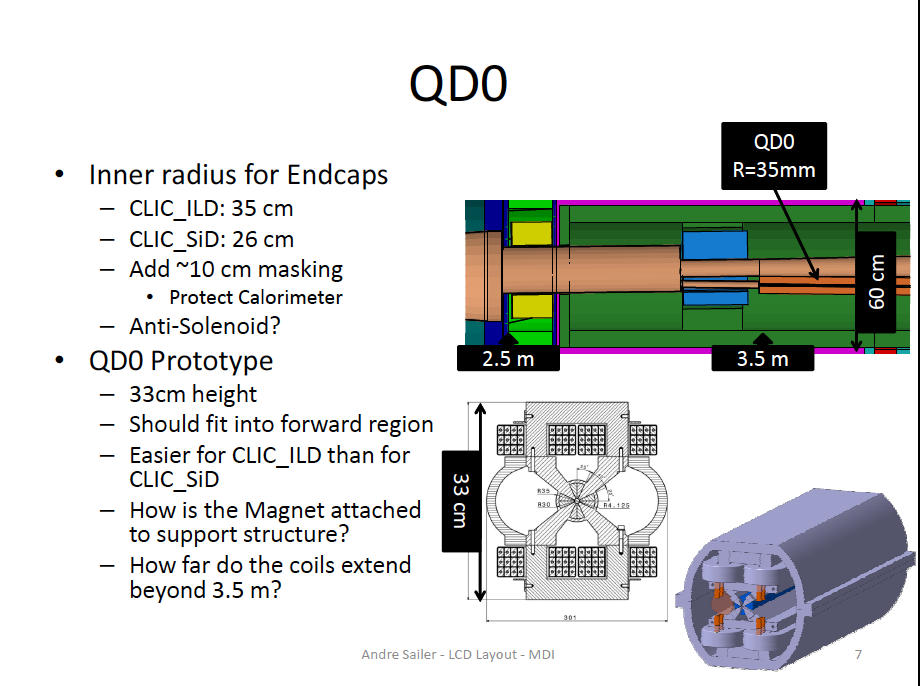 QD0
• Inner radius for Endcaps
– CLIC_ILD: 35 cm
– CLIC_SiD: 26 cm
– Add ~10 cm masking
• Protect Calorimeter
– Anti-Solenoid?
• QD0 Prototype
– 33cm height
– Should fit into forward region
– Easier for CLIC_ILD than for
CLIC_SiD
– How is the Magnet attached
to support structure?
– How far do the coils extend
beyond 3.5 m?
QD0
R=35mm
60 cm
2.5 m
3.5 m
33 cm
R35
R30
R4.125
301
Andre Sailer - LCD Layout - MDI
7